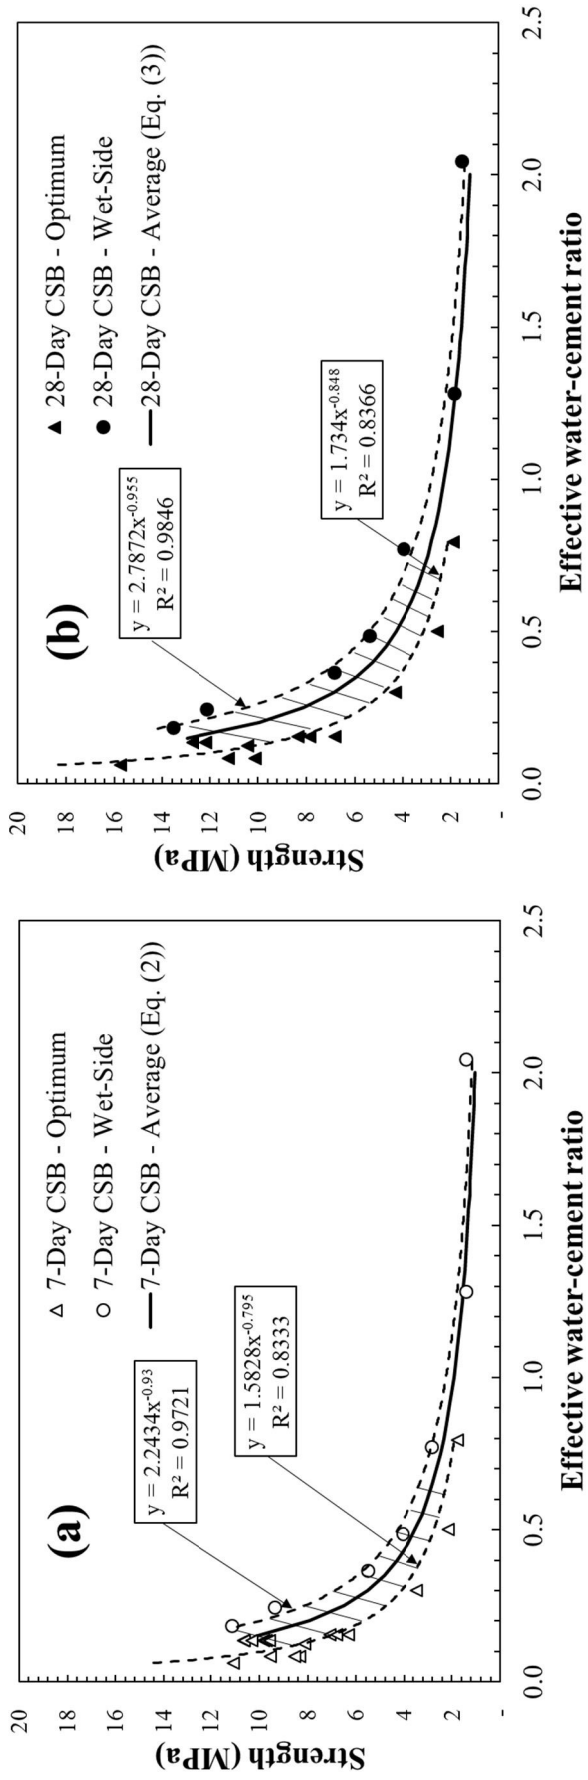 (a)
△ 7-Day CSB - Optimum
○ 7-Day CSB - Wet-Side
7-Day CSB - Average (Eq. (2))
y = 2.2434x^-0.93
R² = 0.9721
y = 1.5828x^-0.795
R² = 0.8333
Strength (MPa)
20
18
16
14
12
10
8
6
4
2
-
0.0 0.5 1.0 1.5 2.0 2.5
Effective water-cement ratio
(b)
▲ 28-Day CSB - Optimum
● 28-Day CSB - Wet-Side
28-Day CSB - Average (Eq. (3))
y = 2.7872x^-0.955
R² = 0.9846
y = 1.734x^-0.848
R² = 0.8366
Strength (MPa)
20
18
16
14
12
10
8
6
4
2
-
0.0 0.5 1.0 1.5 2.0 2.5
Effective water-cement ratio